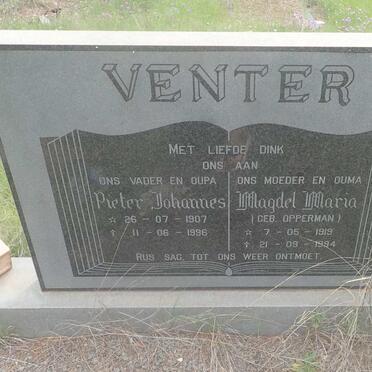 VENTER
MET LIEFDE DINK
ONS AAN
ONS VADER EN OUPA
Pieter Johannes
☆ 26 - 07 - 1907
† 11 - 06 - 1996
ONS MOEDER EN OUMA
Magdel Maria
(GEB. OPPERMAN)
☆ 7 - 05 - 1919
† 21 - 09 - 1994
RUS SAG, TOT ONS WEER ONTMOET.